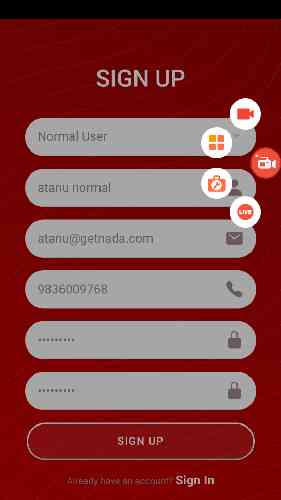 SIGN UP
Normal User
atanu normal
atanu@getnada.com
LIVE
9836009768
•••••••••
•••••••••
SIGN UP
Already have an account? Sign In